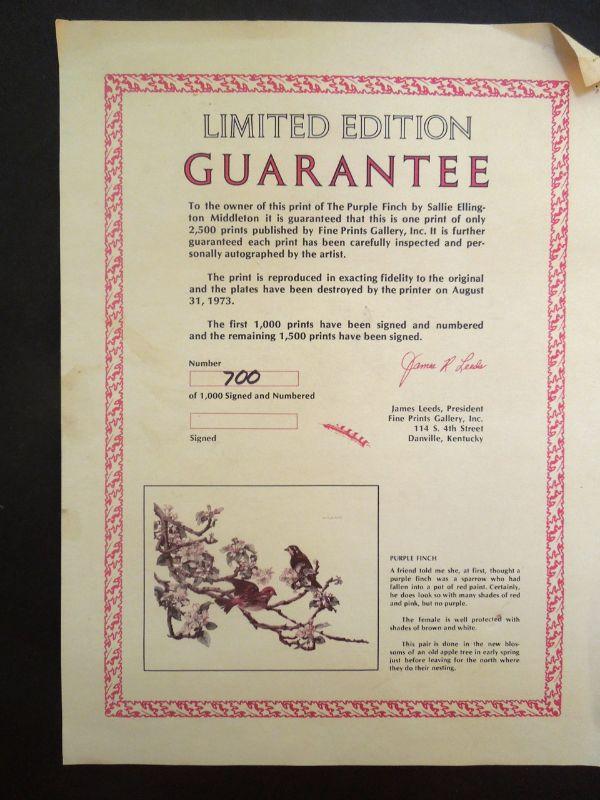 LIMITED EDITION
GUARANTEE
To the owner of this print of The Purple Finch by Sallie Elling-
ton Middleton it is guaranteed that this is one print of only
2,500 prints published by Fine Prints Gallery, Inc. It is further
guaranteed each print has been carefully inspected and per-
sonally autographed by the artist.
The print is reproduced in exacting fidelity to the original
and the plates have been destroyed by the printer on August
31, 1973.
The first 1,000 prints have been signed and numbered
and the remaining 1,500 prints have been signed.
Number
700
of 1,000 Signed and Numbered
Signed
James R Leeds
James Leeds, President
Fine Prints Gallery, Inc.
114 S. 4th Street
Danville, Kentucky
PURPLE FINCH
A friend told me she, at first, thought a
purple finch was a sparrow who had
fallen into a pot of red paint. Certainly,
he does look so with many shades of red
and pink, but no purple.
The female is well protected with
shades of brown and white.
This pair is done in the new blos-
soms of an old apple tree in early spring
just before leaving for the north where
they do their nesting.